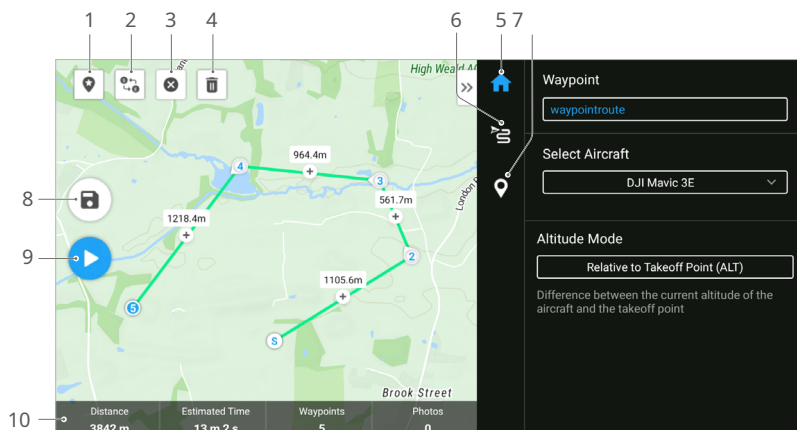 1
2
3
4
6
5
7
High Weald
Waypoint
waypointroute
Select Aircraft
DJI Mavic 3E
Altitude Mode
Relative to Takeoff Point (ALT)
Difference between the current altitude of the
aircraft and the takeoff point
4
964.4m
+
3
London
561.7m
+
8
1218.4m
+
2
9
1105.6m
+
5
S
Brook Street
10
Distance
Estimated Time
Waypoints
Photos
3842 m
13 m 2 s
5
0